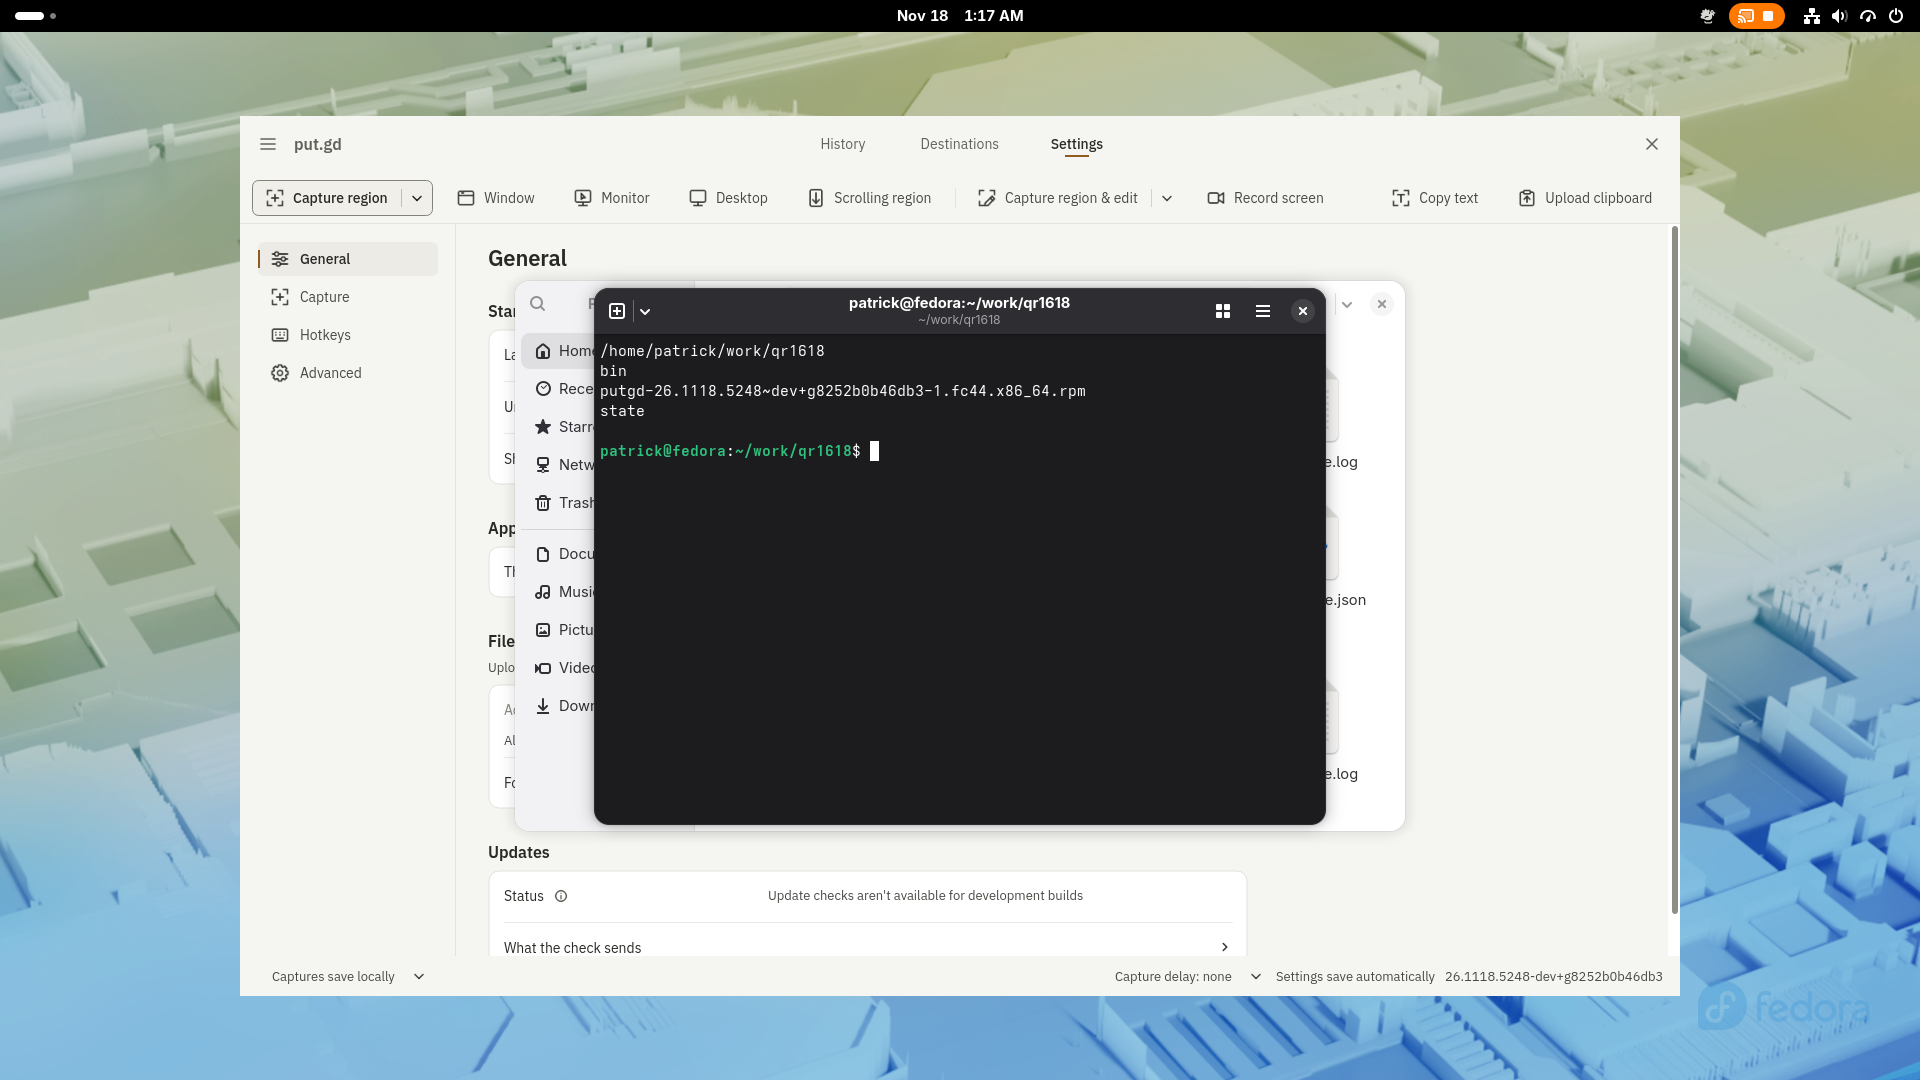 Nov 18 1:17 AM
put.gd
History
Destinations
Settings
Capture region
Window
Monitor
Desktop
Scrolling region
Capture region & edit
Record screen
Copy text
Upload clipboard
General
Capture
Hotkeys
Advanced
General
patrick@fedora:~/work/qr1618
~/work/qr1618
/home/patrick/work/qr1618
bin
putgd-26.1118.5248~dev+g8252b0b46db3-1.fc44.x86_64.rpm
state
patrick@fedora:~/work/qr1618$
e.log
e.json
e.log
Updates
Status
Update checks aren't available for development builds
What the check sends
Captures save locally
Capture delay: none
Settings save automatically
26.1118.5248-dev+g8252b0b46db3
fedora